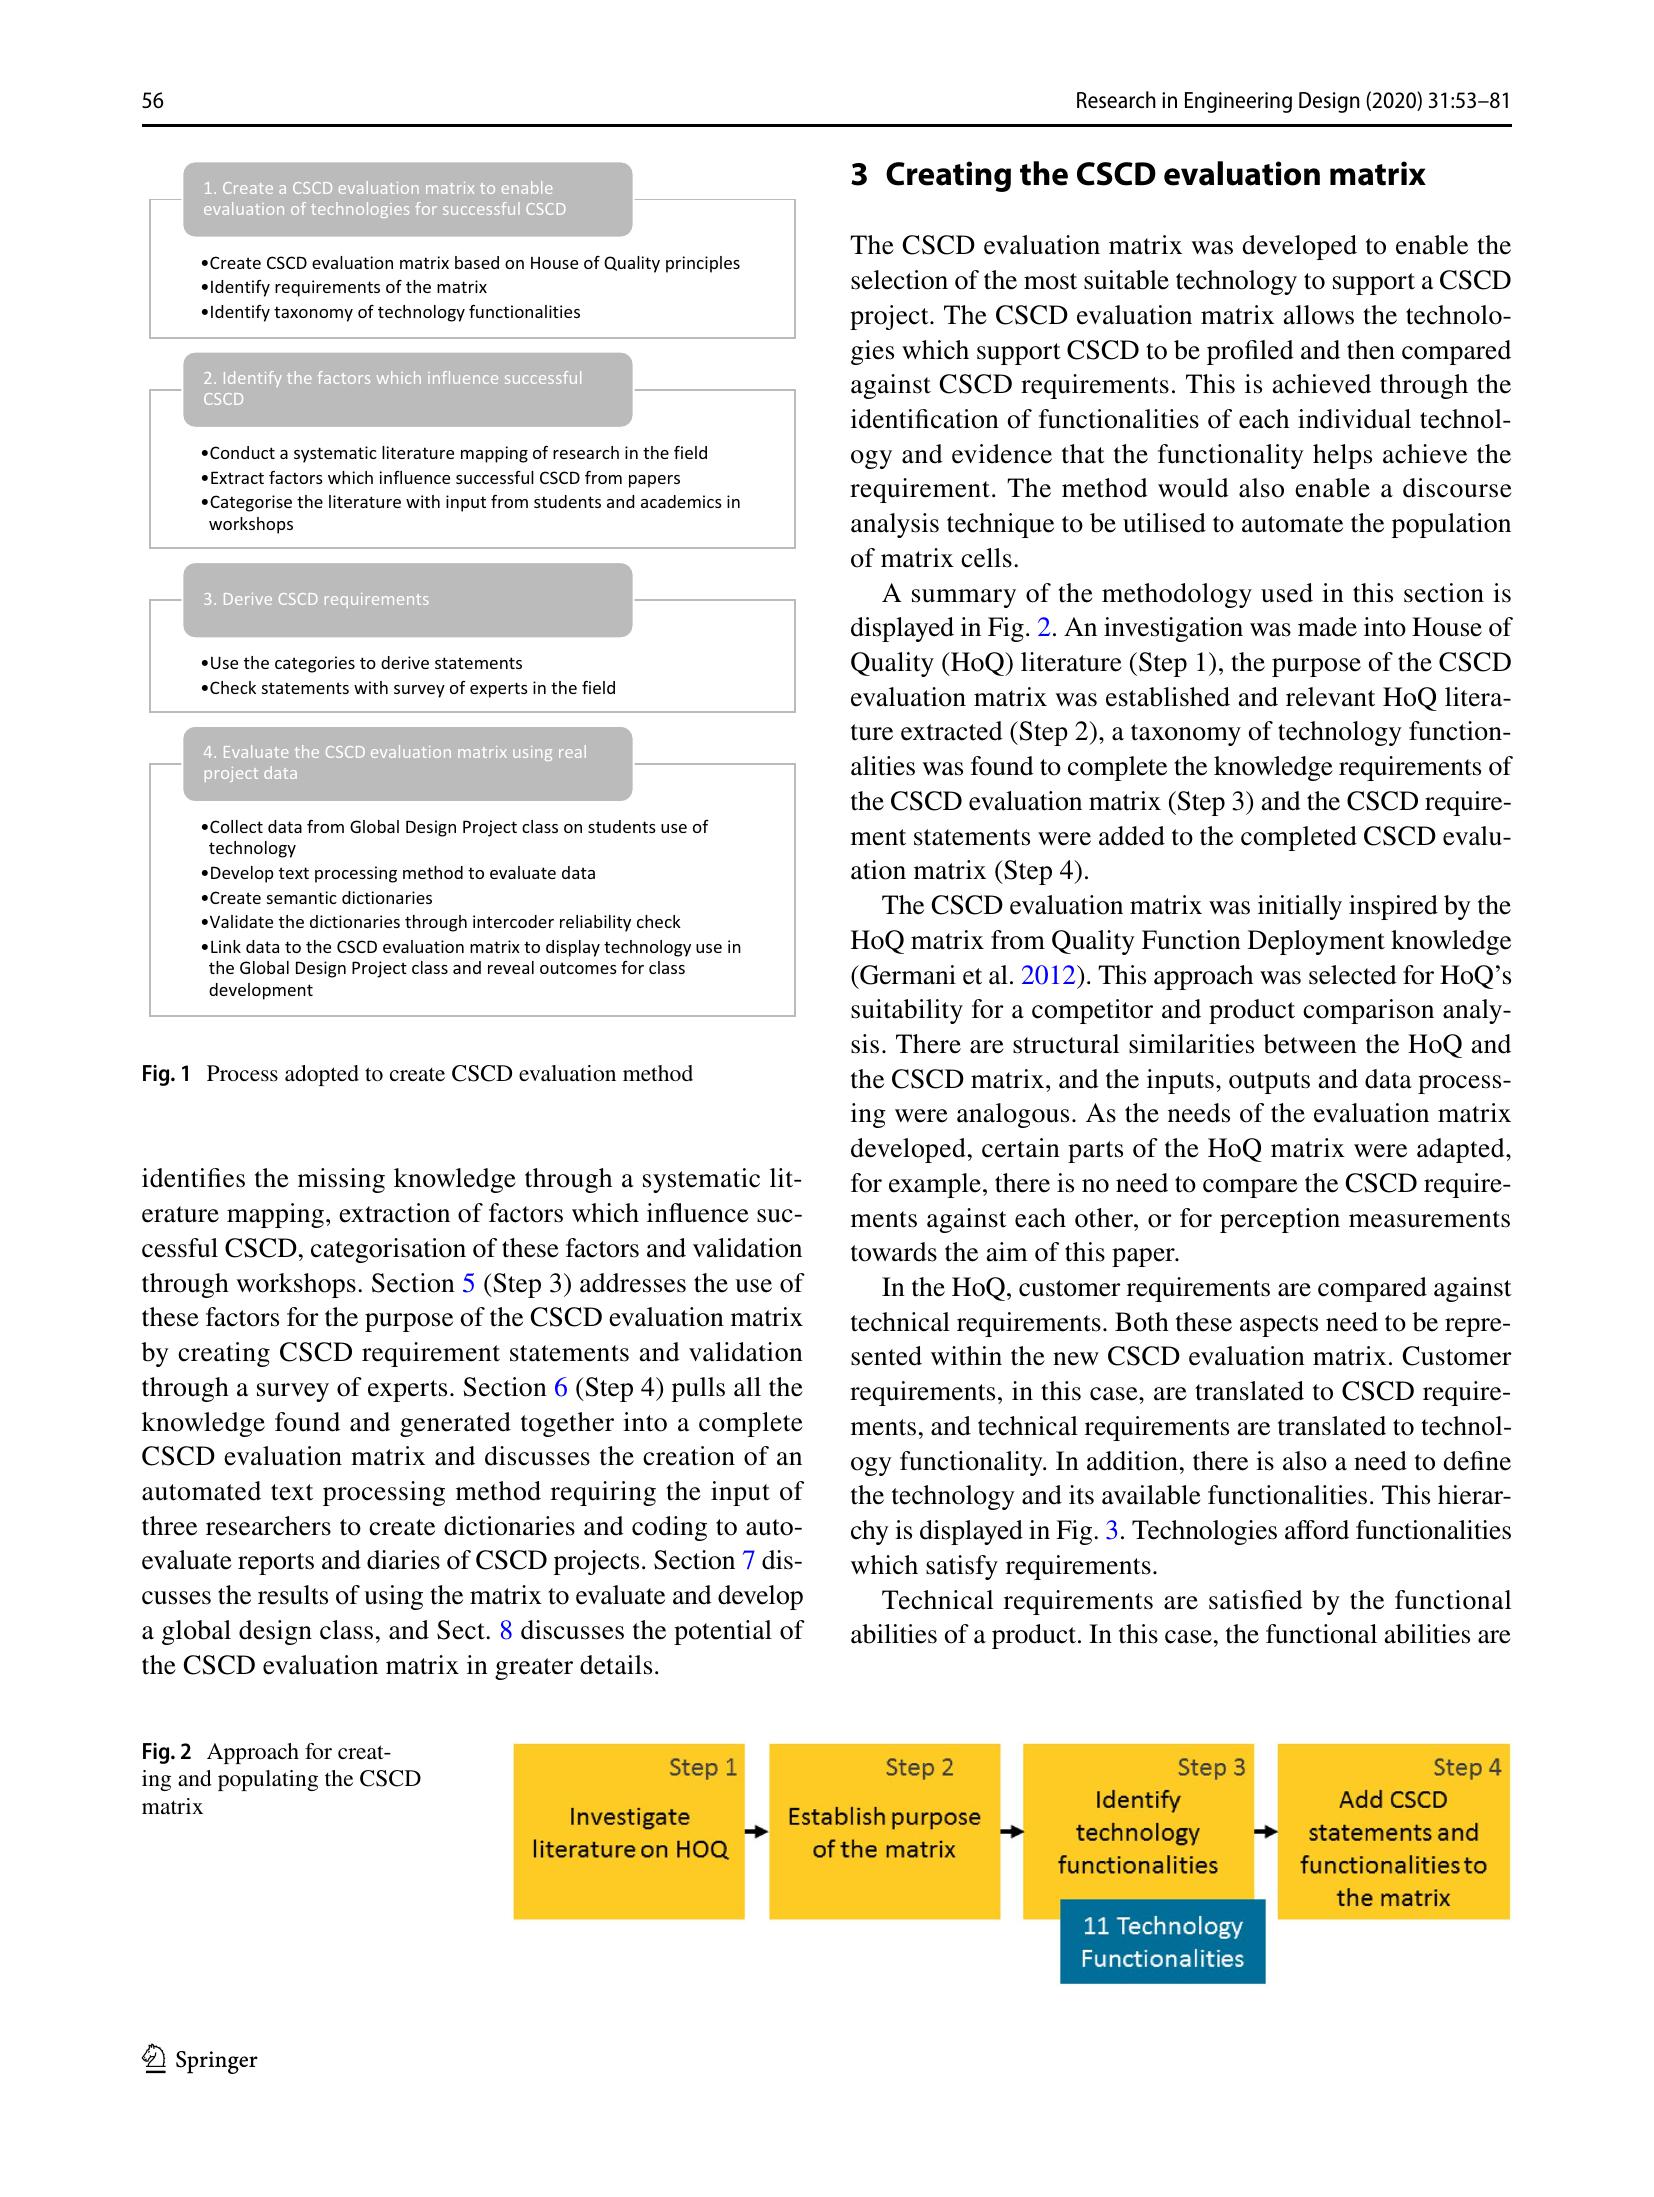 56
Research in Engineering Design (2020) 31:53–81
1. Create a CSCD evaluation matrix to enable
evaluation of technologies for successful CSCD
•Create CSCD evaluation matrix based on House of Quality principles
•Identify requirements of the matrix
•Identify taxonomy of technology functionalities
2. Identify the factors which influence successful
CSCD
•Conduct a systematic literature mapping of research in the field
•Extract factors which influence successful CSCD from papers
•Categorise the literature with input from students and academics in
workshops
3. Derive CSCD requirements
•Use the categories to derive statements
•Check statements with survey of experts in the field
4. Evaluate the CSCD evaluation matrix using real
project data
•Collect data from Global Design Project class on students use of
technology
•Develop text processing method to evaluate data
•Create semantic dictionaries
•Validate the dictionaries through intercoder reliability check
•Link data to the CSCD evaluation matrix to display technology use in
the Global Design Project class and reveal outcomes for class
development
Fig. 1 Process adopted to create CSCD evaluation method
identifies the missing knowledge through a systematic lit-
erature mapping, extraction of factors which influence suc-
cessful CSCD, categorisation of these factors and validation
through workshops. Section 5 (Step 3) addresses the use of
these factors for the purpose of the CSCD evaluation matrix
by creating CSCD requirement statements and validation
through a survey of experts. Section 6 (Step 4) pulls all the
knowledge found and generated together into a complete
CSCD evaluation matrix and discusses the creation of an
automated text processing method requiring the input of
three researchers to create dictionaries and coding to auto-
evaluate reports and diaries of CSCD projects. Section 7 dis-
cusses the results of using the matrix to evaluate and develop
a global design class, and Sect. 8 discusses the potential of
the CSCD evaluation matrix in greater details.
3 Creating the CSCD evaluation matrix
The CSCD evaluation matrix was developed to enable the
selection of the most suitable technology to support a CSCD
project. The CSCD evaluation matrix allows the technolo-
gies which support CSCD to be profiled and then compared
against CSCD requirements. This is achieved through the
identification of functionalities of each individual technol-
ogy and evidence that the functionality helps achieve the
requirement. The method would also enable a discourse
analysis technique to be utilised to automate the population
of matrix cells.
A summary of the methodology used in this section is
displayed in Fig. 2. An investigation was made into House of
Quality (HoQ) literature (Step 1), the purpose of the CSCD
evaluation matrix was established and relevant HoQ litera-
ture extracted (Step 2), a taxonomy of technology function-
alities was found to complete the knowledge requirements of
the CSCD evaluation matrix (Step 3) and the CSCD require-
ment statements were added to the completed CSCD evalu-
ation matrix (Step 4).
The CSCD evaluation matrix was initially inspired by the
HoQ matrix from Quality Function Deployment knowledge
(Germani et al. 2012). This approach was selected for HoQ's
suitability for a competitor and product comparison analy-
sis. There are structural similarities between the HoQ and
the CSCD matrix, and the inputs, outputs and data process-
ing were analogous. As the needs of the evaluation matrix
developed, certain parts of the HoQ matrix were adapted,
for example, there is no need to compare the CSCD require-
ments against each other, or for perception measurements
towards the aim of this paper.
In the HoQ, customer requirements are compared against
technical requirements. Both these aspects need to be repre-
sented within the new CSCD evaluation matrix. Customer
requirements, in this case, are translated to CSCD require-
ments, and technical requirements are translated to technol-
ogy functionality. In addition, there is also a need to define
the technology and its available functionalities. This hierar-
chy is displayed in Fig. 3. Technologies afford functionalities
which satisfy requirements.
Technical requirements are satisfied by the functional
abilities of a product. In this case, the functional abilities are
Fig. 2 Approach for creat-
ing and populating the CSCD
matrix
Step 1
Investigate
literature on HOQ
Step 2
Establish purpose
of the matrix
Step 3
Identify
technology
functionalities
11 Technology
Functionalities
Step 4
Add CSCD
statements and
functionalities to
the matrix
Springer